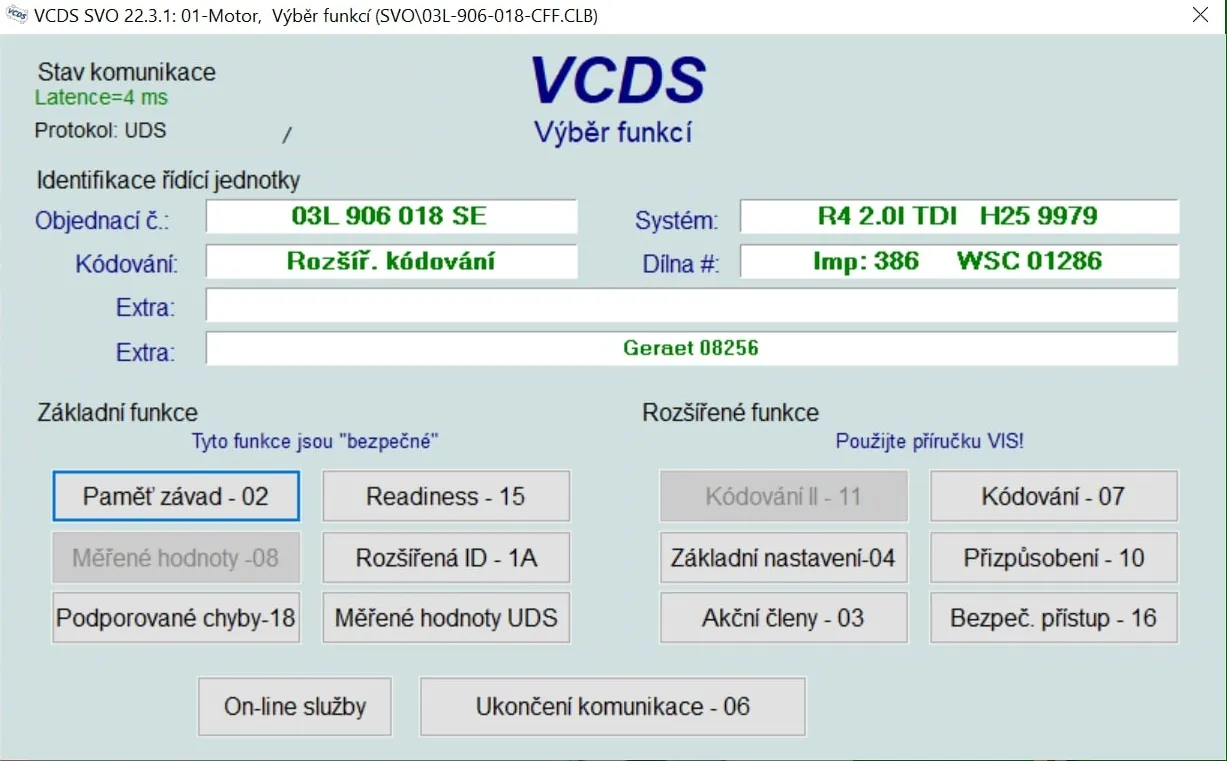 VCDS SVO 22.3.1: 01-Motor, Výběr funkcí (SVO\03L-906-018-CFF.CLB)
Stav komunikace
Latence=4 ms
Protokol: UDS /
VCDS
Výběr funkcí
Identifikace řídící jednotky
Objednací č.: 03L 906 018 SE Systém: R4 2.0l TDI H25 9979
Kódování: Rozšíř. kódování Dílna #: Imp: 386 WSC 01286
Extra:
Extra: Geraet 08256
Základní funkce
Tyto funkce jsou "bezpečné"
Rozšířené funkce
Použijte příručku VIS!
Paměť závad - 02 Readiness - 15 Kódování II - 11 Kódování - 07
Měřené hodnoty -08 Rozšířená ID - 1A Základní nastavení-04 Přizpůsobení - 10
Podporované chyby-18 Měřené hodnoty UDS Akční členy - 03 Bezpeč. přístup - 16
On-line služby Ukončení komunikace - 06